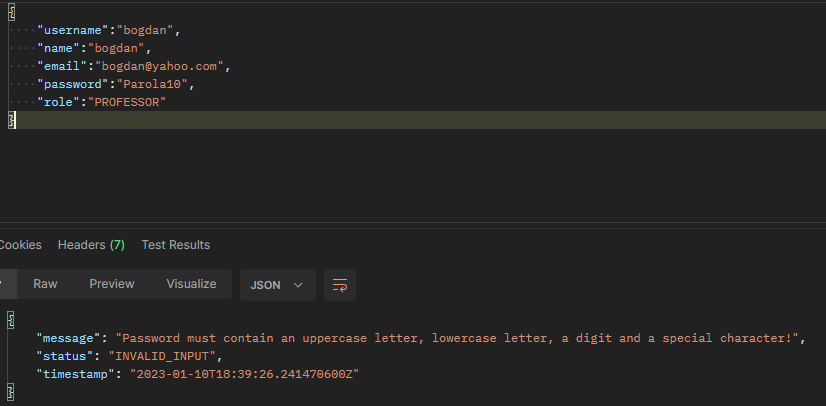 {
    "username":"bogdan",
    "name":"bogdan",
    "email":"bogdan@yahoo.com",
    "password":"Parola10",
    "role":"PROFESSOR"
}
Cookies Headers (7) Test Results
Raw Preview Visualize JSON
{
    "message": "Password must contain an uppercase letter, lowercase letter, a digit and a special character!",
    "status": "INVALID_INPUT",
    "timestamp": "2023-01-10T18:39:26.241470600Z"
}